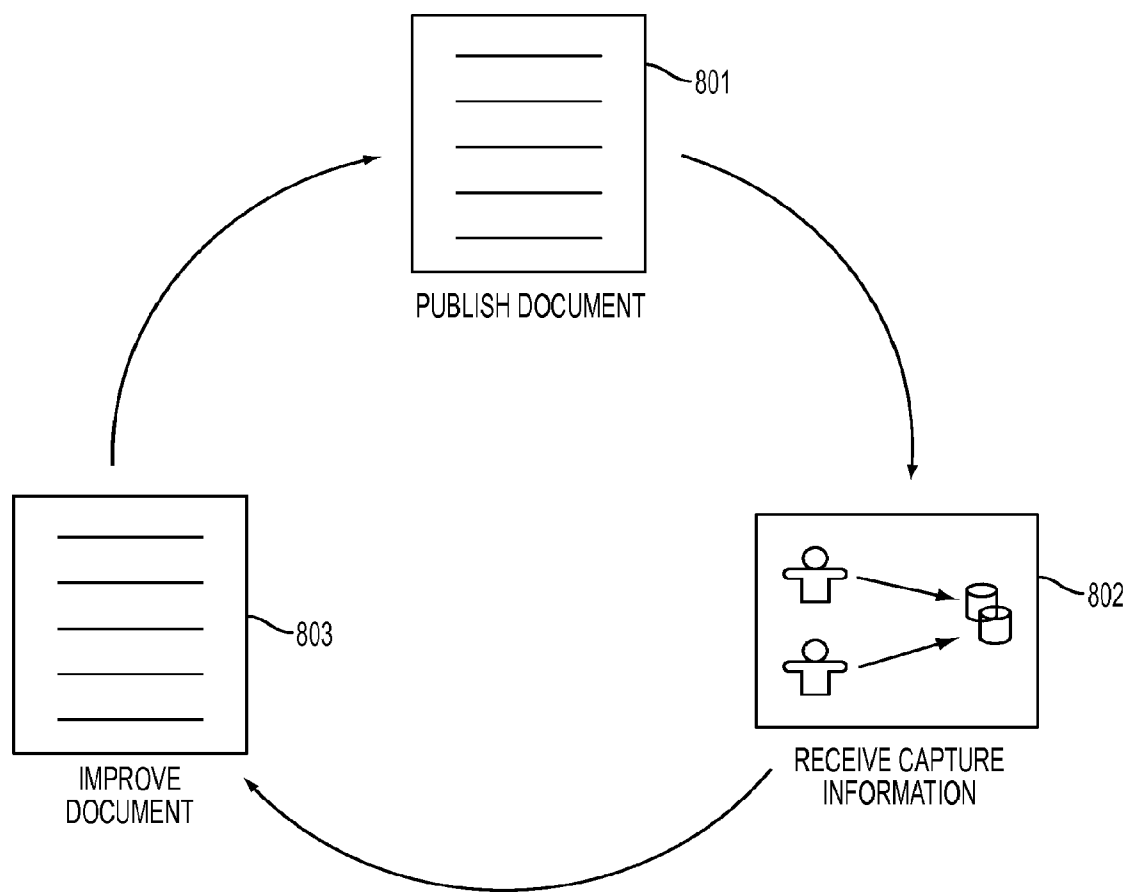 801
PUBLISH DOCUMENT
802
RECEIVE CAPTURE
INFORMATION
803
IMPROVE
DOCUMENT